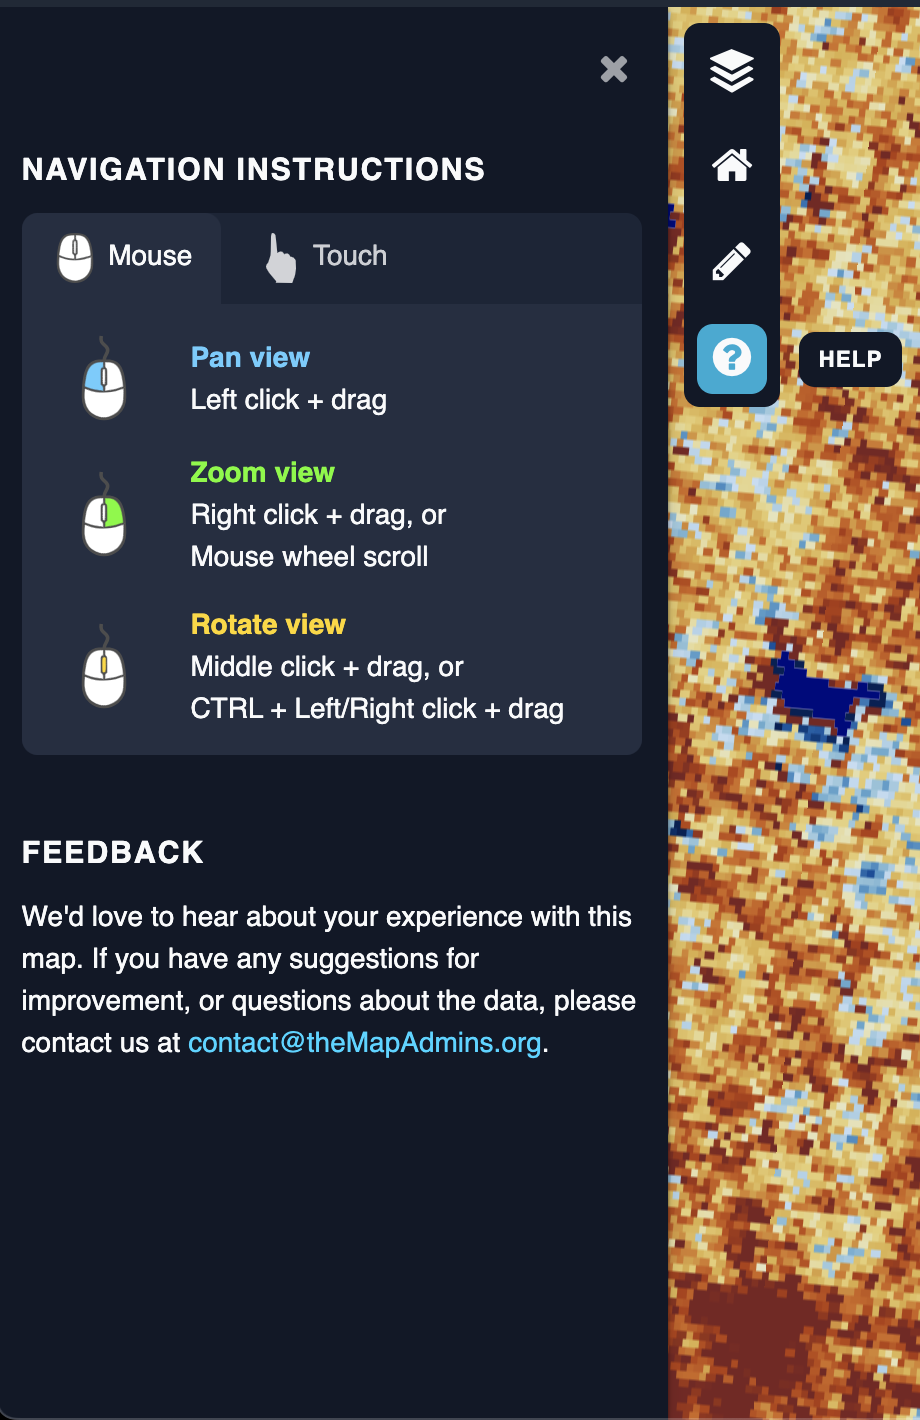 NAVIGATION INSTRUCTIONS
Mouse
Touch
Pan view
Left click + drag
Zoom view
Right click + drag, or
Mouse wheel scroll
Rotate view
Middle click + drag, or
CTRL + Left/Right click + drag
FEEDBACK
We'd love to hear about your experience with this
map. If you have any suggestions for
improvement, or questions about the data, please
contact us at contact@theMapAdmins.org.
HELP